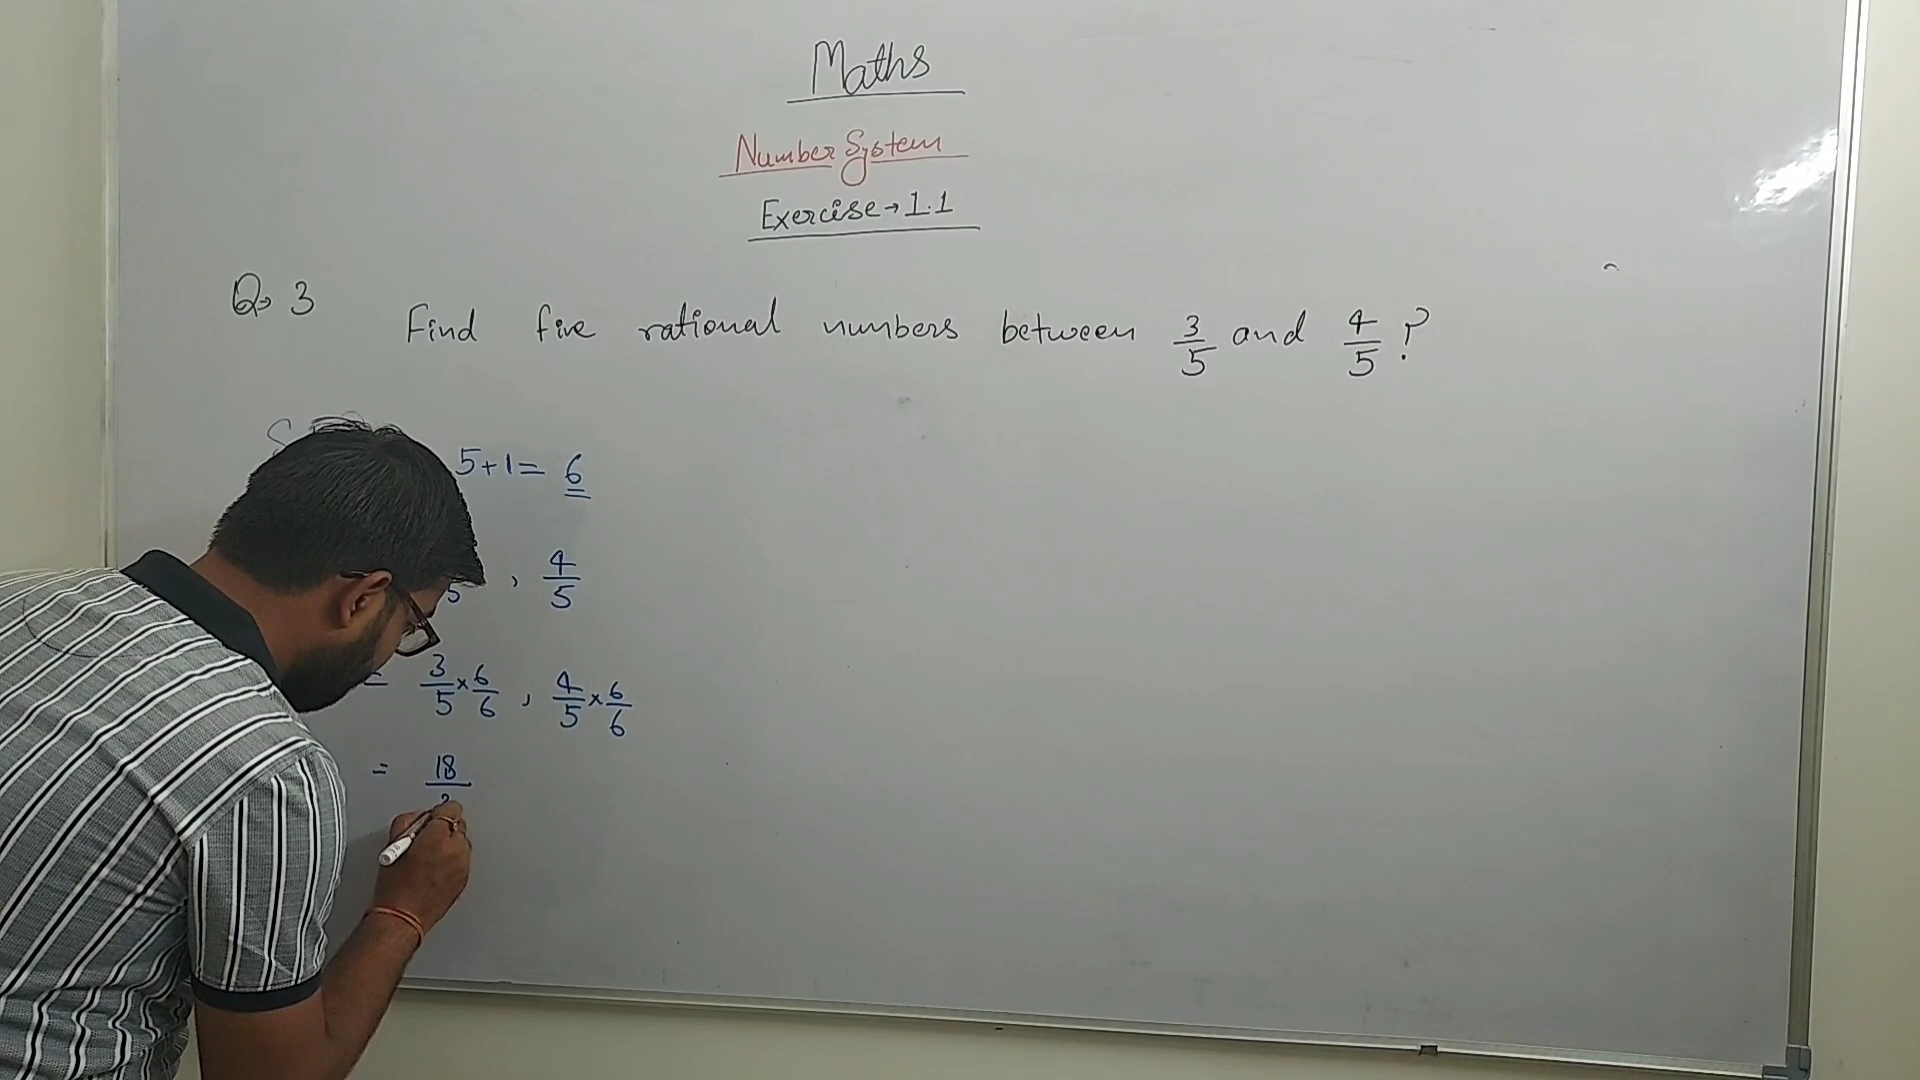 Maths
Number System
Exercise → 1.1
Q→ 3 Find five rational numbers between 3/5 and 4/5 ?
5+1= 6
5 , 4/5
= 3/5 × 6/6 , 4/5 × 6/6
= 18